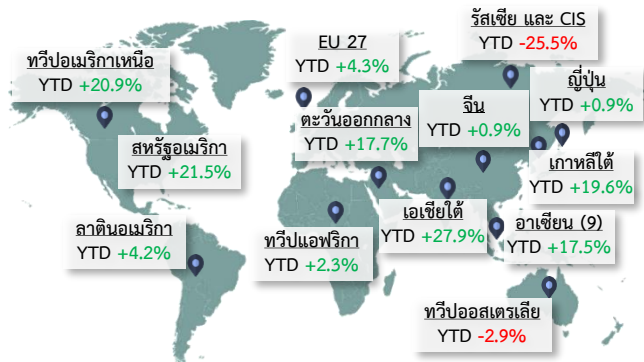 รัสเซีย และ CIS
YTD -25.5%
EU 27
YTD +4.3%
ทวีปอเมริกาเหนือ
YTD +20.9%
ญี่ปุ่น
YTD +0.9%
จีน
YTD +0.9%
ตะวันออกกลาง
YTD +17.7%
สหรัฐอเมริกา
YTD +21.5%
เกาหลีใต้
YTD +19.6%
เอเชียใต้
YTD +27.9%
อาเซียน (9)
YTD +17.5%
ลาตินอเมริกา
YTD +4.2%
ทวีปแอฟริกา
YTD +2.3%
ทวีปออสเตรเลีย
YTD -2.9%